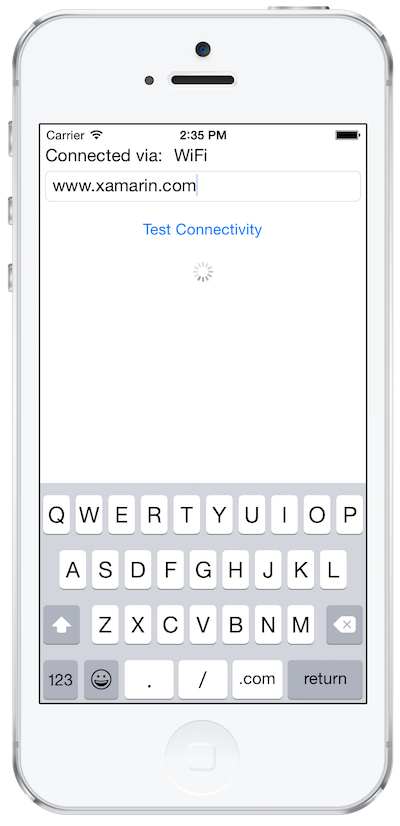 Carrier 2:35 PM
Connected via: WiFi
www.xamarin.com
Test Connectivity
Q W E R T Y U I O P
A S D F G H J K L
Z X C V B N M
123 . / .com return